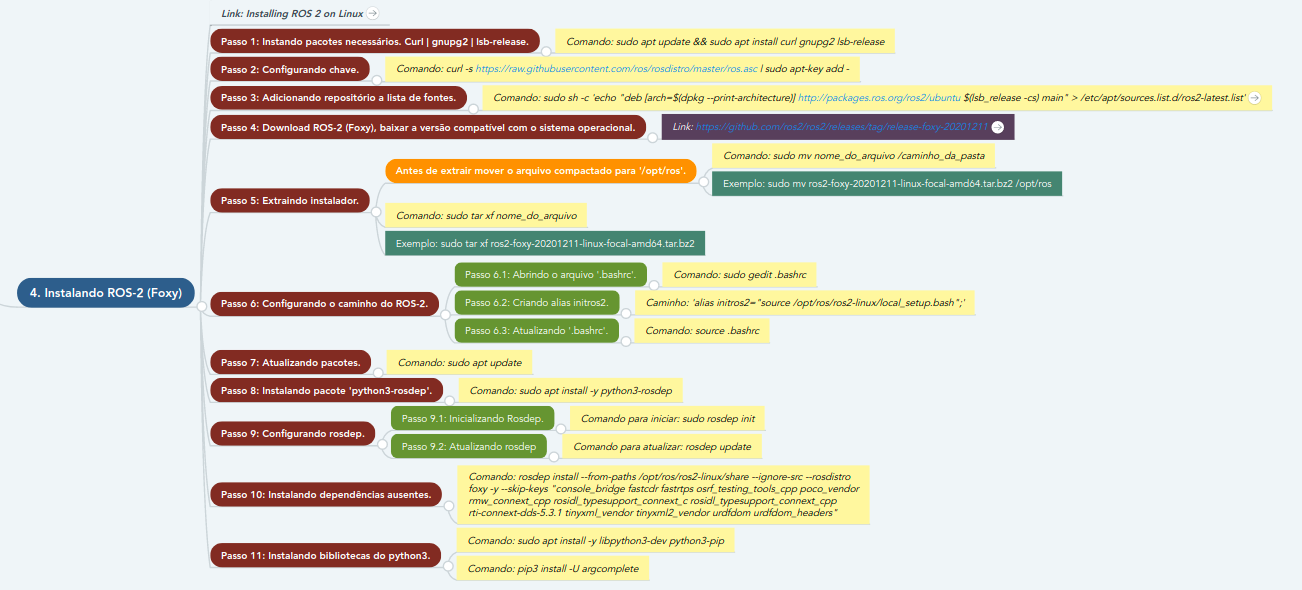 Link: Installing ROS 2 on Linux
Passo 1: Instando pacotes necessários. Curl | gnupg2 | lsb-release.
Comando: sudo apt update && sudo apt install curl gnupg2 lsb-release
Passo 2: Configurando chave.
Comando: curl -s https://raw.githubusercontent.com/ros/rosdistro/master/ros.asc | sudo apt-key add -
Passo 3: Adicionando repositório a lista de fontes.
Comando: sudo sh -c 'echo "deb [arch=$(dpkg --print-architecture)] http://packages.ros.org/ros2/ubuntu $(lsb_release -cs) main" > /etc/apt/sources.list.d/ros2-latest.list'
Passo 4: Download ROS-2 (Foxy), baixar a versão compatível com o sistema operacional.
Link: https://github.com/ros2/ros2/releases/tag/release-foxy-20201211
Passo 5: Extraindo instalador.
Antes de extrair mover o arquivo compactado para '/opt/ros'.
Comando: sudo mv nome_do_arquivo /caminho_da_pasta
Exemplo: sudo mv ros2-foxy-20201211-linux-focal-amd64.tar.bz2 /opt/ros
Comando: sudo tar xf nome_do_arquivo
Exemplo: sudo tar xf ros2-foxy-20201211-linux-focal-amd64.tar.bz2
4. Instalando ROS-2 (Foxy)
Passo 6: Configurando o caminho do ROS-2.
Passo 6.1: Abrindo o arquivo '.bashrc'.
Comando: sudo gedit .bashrc
Passo 6.2: Criando alias initros2.
Caminho: 'alias initros2="source /opt/ros/ros2-linux/local_setup.bash";'
Passo 6.3: Atualizando '.bashrc'.
Comando: source .bashrc
Passo 7: Atualizando pacotes.
Comando: sudo apt update
Passo 8: Instalando pacote 'python3-rosdep'.
Comando: sudo apt install -y python3-rosdep
Passo 9: Configurando rosdep.
Passo 9.1: Inicializando Rosdep.
Comando para iniciar: sudo rosdep init
Passo 9.2: Atualizando rosdep
Comando para atualizar: rosdep update
Passo 10: Instalando dependências ausentes.
Comando: rosdep install --from-paths /opt/ros/ros2-linux/share --ignore-src --rosdistro
foxy -y --skip-keys "console_bridge fastcdr fastrtps osrf_testing_tools_cpp poco_vendor
rmw_connext_cpp rosidl_typesupport_connext_c rosidl_typesupport_connext_cpp
rti-connext-dds-5.3.1 tinyxml_vendor tinyxml2_vendor urdfdom urdfdom_headers"
Passo 11: Instalando bibliotecas do python3.
Comando: sudo apt install -y libpython3-dev python3-pip
Comando: pip3 install -U argcomplete